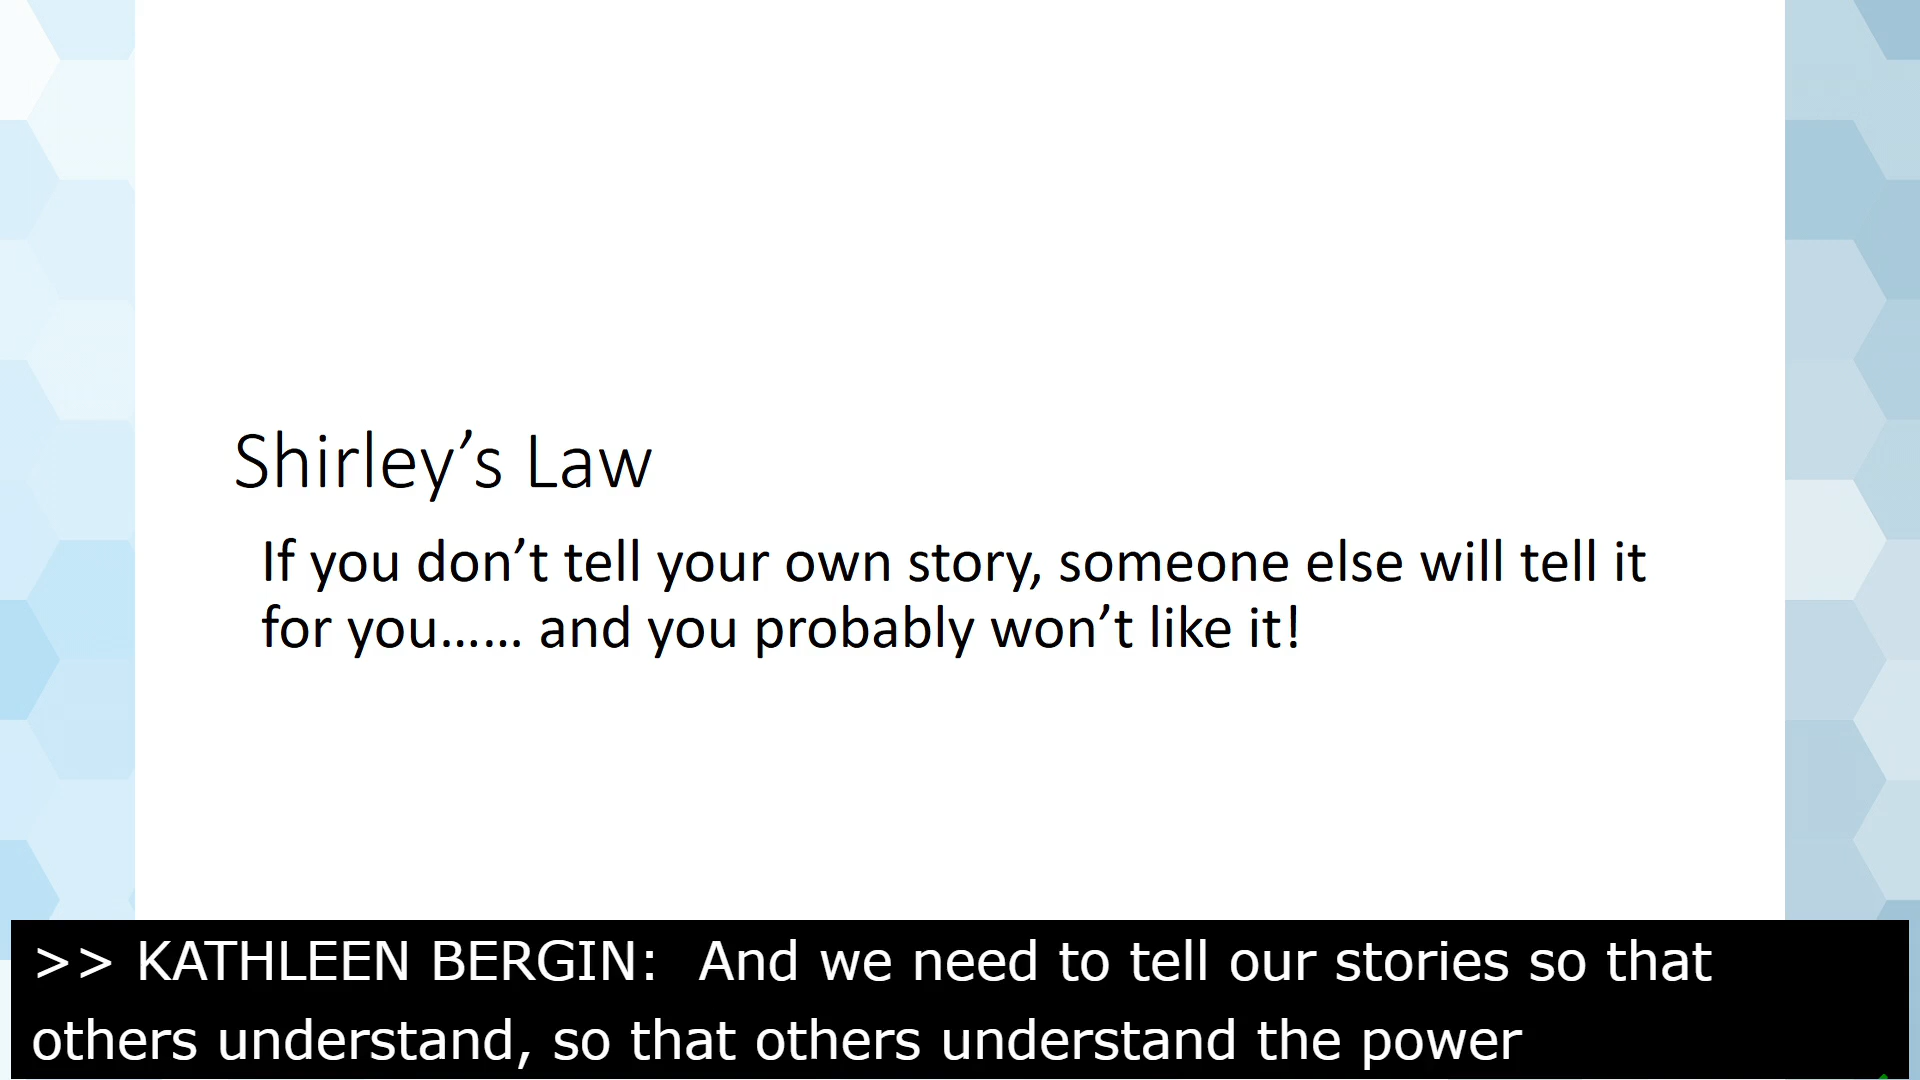 Shirley’s Law
If you don’t tell your own story, someone else will tell it
for you…… and you probably won’t like it!
>> KATHLEEN BERGIN:  And we need to tell our stories so that
others understand, so that others understand the power